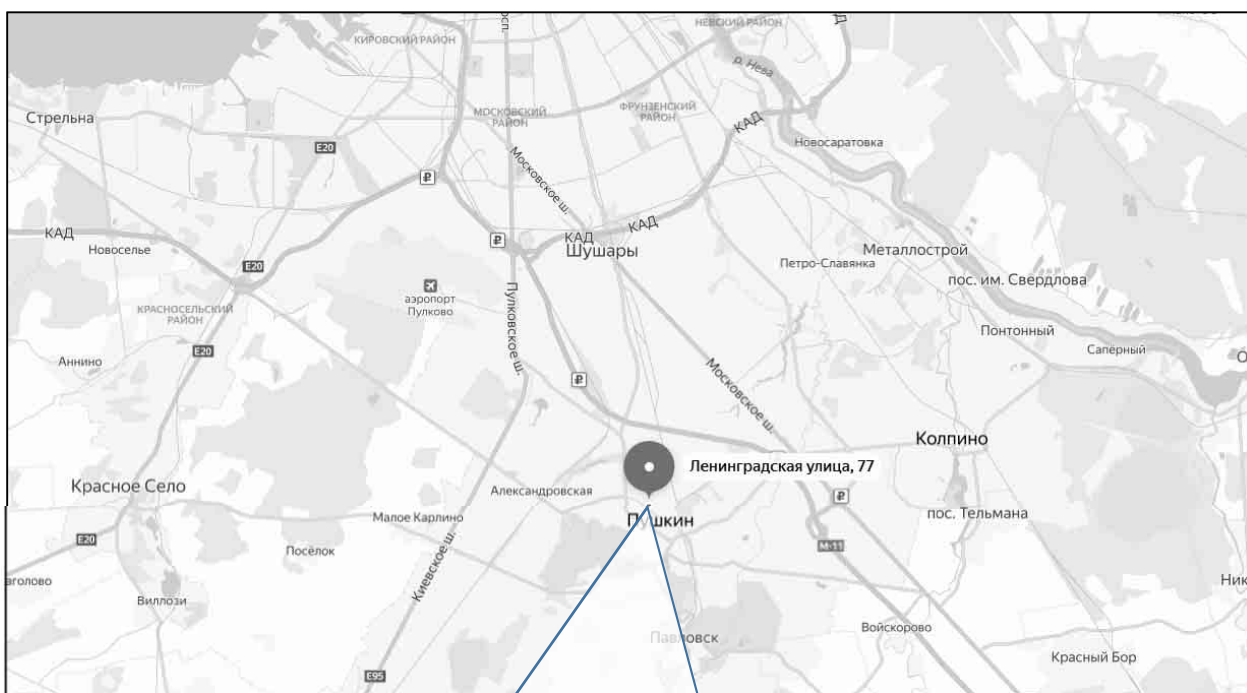 НЕВСКИЙ РАЙОН
КИРОВСКИЙ РАЙОН
КАД
р. Нева
Стрельна
МОСКОВСКИЙ
РАЙОН
ФРУНЗЕНСКИЙ
РАЙОН
КАД
E20
Новосаратовка
Московское ш.
КАД
Новоселье
КАД
КАД
Шушары
Металлострой
E20
Петро-Славянка
пос. им. Свердлова
аэропорт
Пулково
КРАСНОСЕЛЬСКИЙ
РАЙОН
Пулковское ш.
Понтонный
E20
Саперный
Аннино
Московское ш.
Колпино
Ленинградская улица, 77
Красное Село
Александровская
Малое Карлино
Пушкин
пос. Тельмана
E20
Посёлок
Киевское ш.
М-11
Виллози
Войскорово
Павловск
Красный Бор
E95